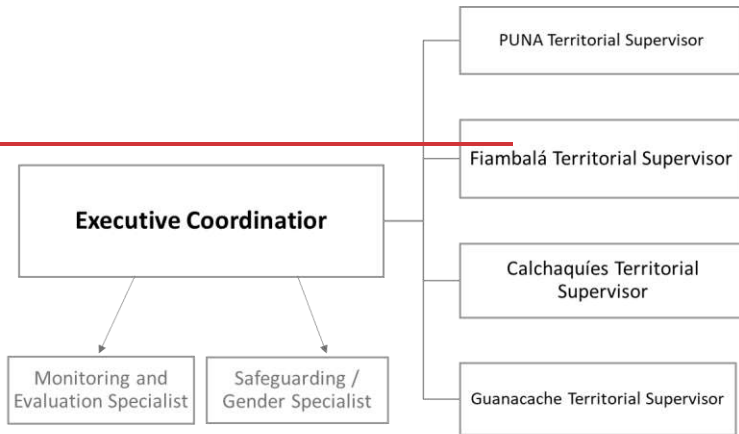 PUNA Territorial Supervisor
Fiambalá Territorial Supervisor
Executive Coordinatior
Calchaquíes Territorial
Supervisor
Monitoring and
Evaluation Specialist
Safeguarding /
Gender Specialist
Guanacache Territorial Supervisor